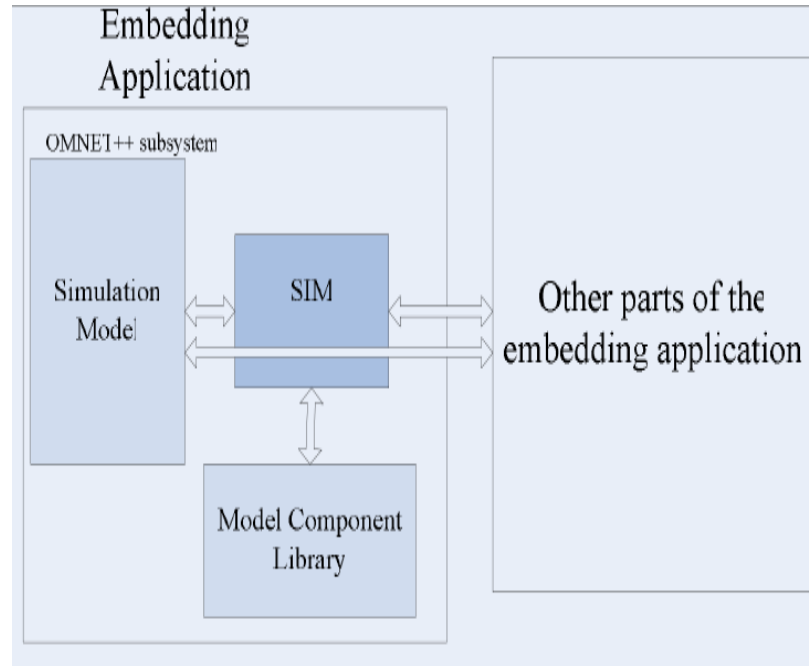 Embedding
Application
OMNET++ subsystem
Simulation
Model
SIM
Other parts of the
embedding application
Model Component
Library